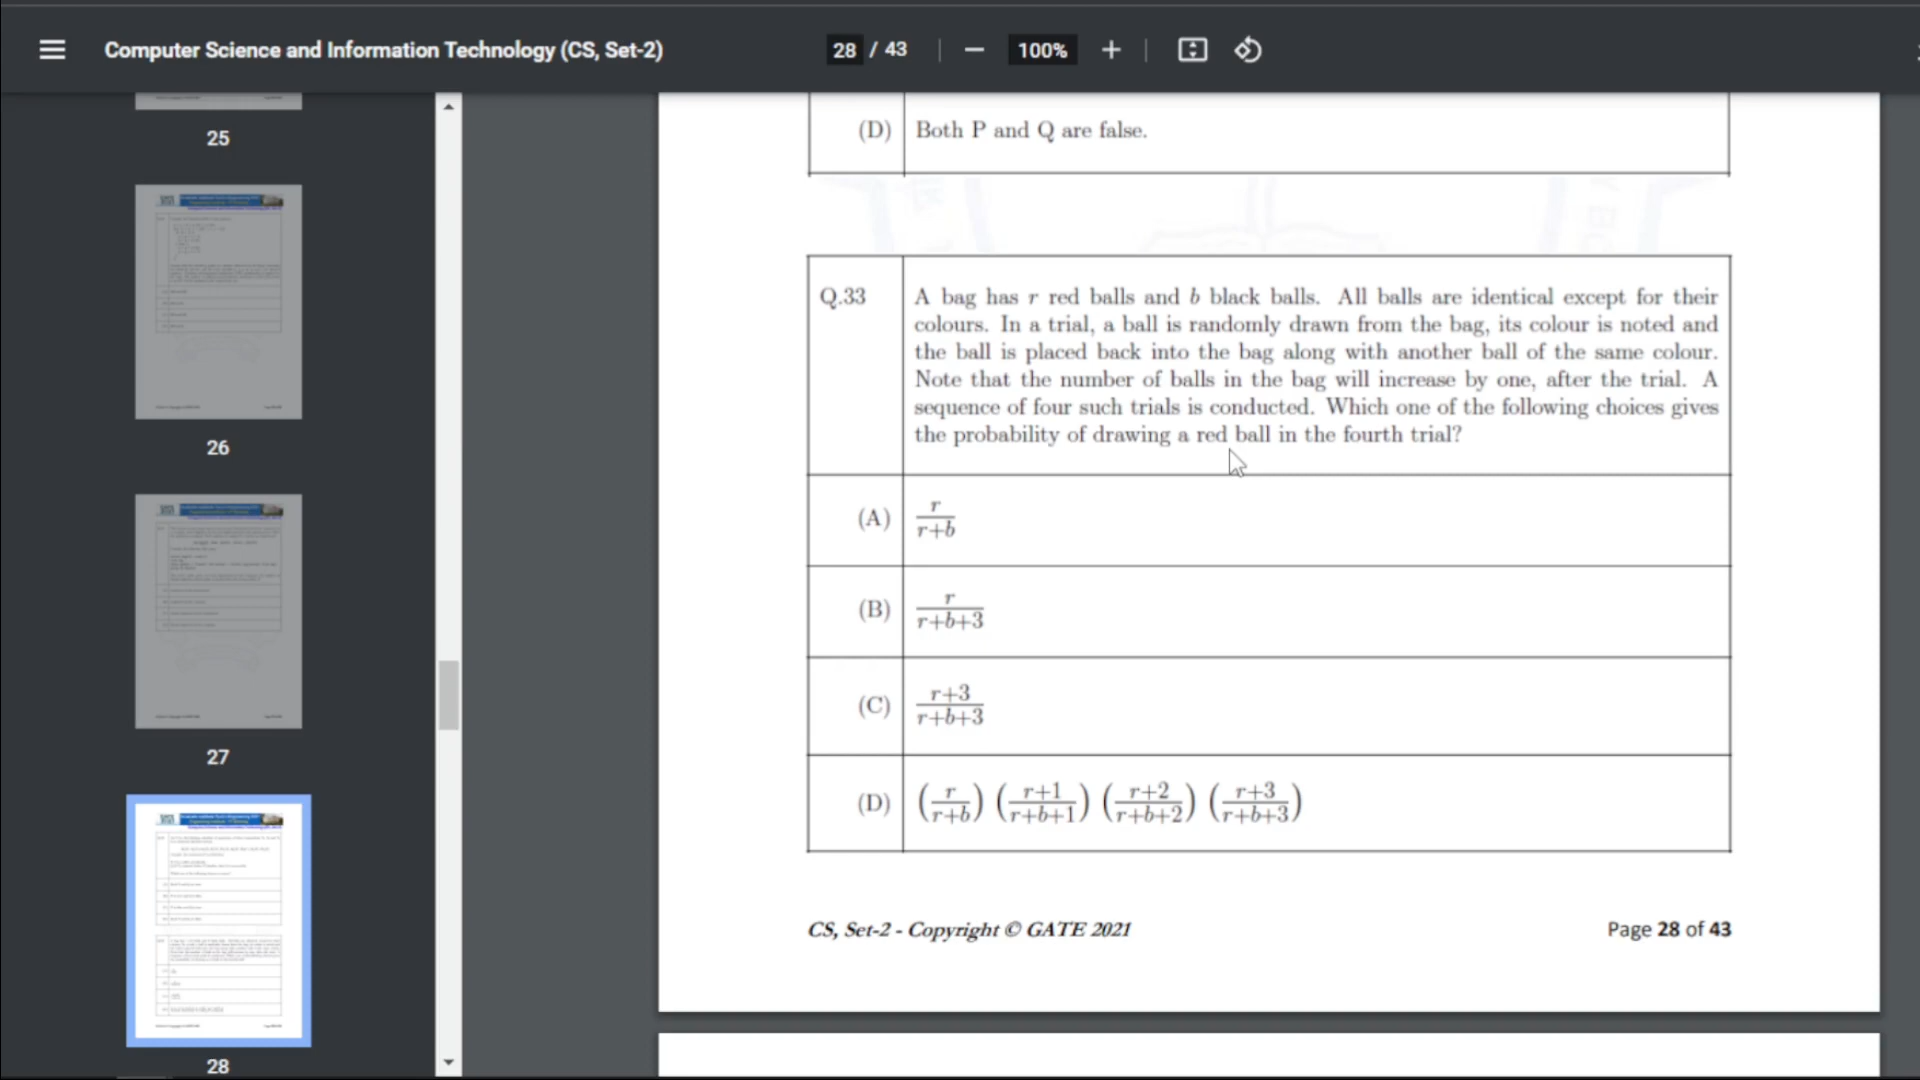 Computer Science and Information Technology (CS, Set-2)
28 / 43
100%
25
26
27
28
(D) Both P and Q are false.
Q.33 A bag has r red balls and b black balls. All balls are identical except for their
colours. In a trial, a ball is randomly drawn from the bag, its colour is noted and
the ball is placed back into the bag along with another ball of the same colour.
Note that the number of balls in the bag will increase by one, after the trial. A
sequence of four such trials is conducted. Which one of the following choices gives
the probability of drawing a red ball in the fourth trial?
(A) r/(r+b)
(B) r/(r+b+3)
(C) (r+3)/(r+b+3)
(D) (r/(r+b)) ((r+1)/(r+b+1)) ((r+2)/(r+b+2)) ((r+3)/(r+b+3))
CS, Set-2 - Copyright © GATE 2021
Page 28 of 43